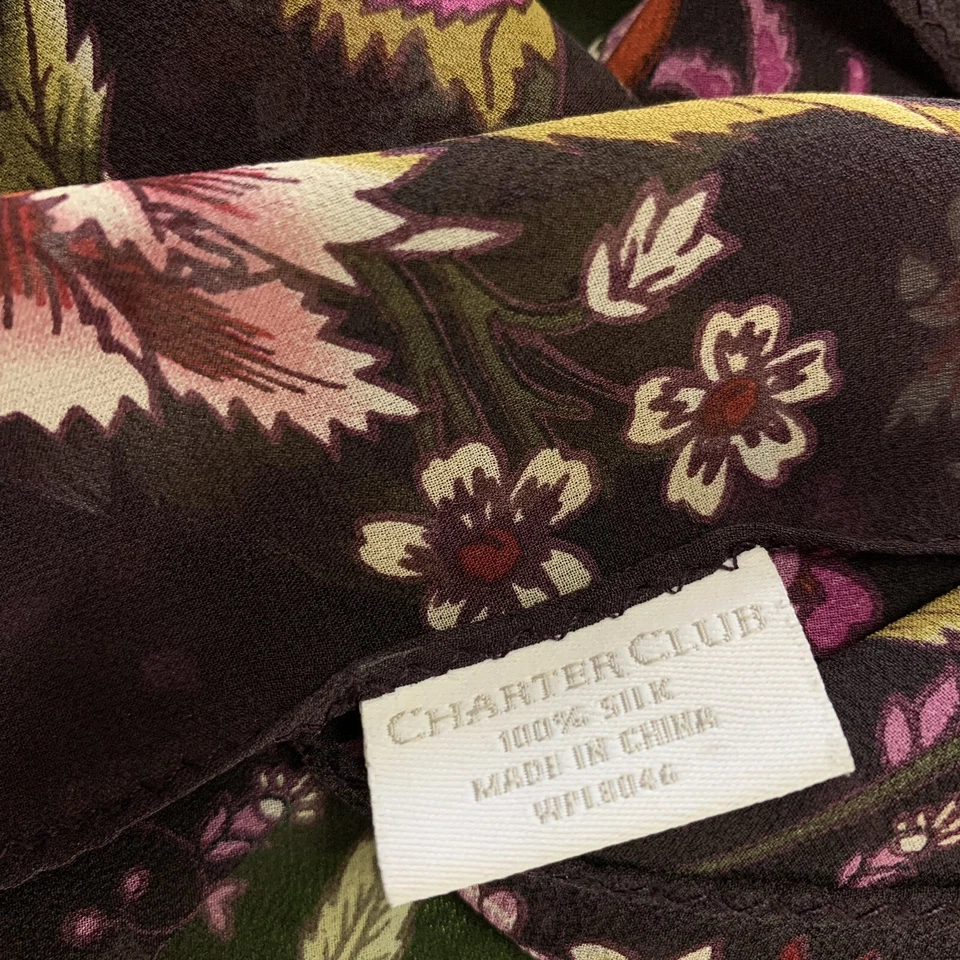 CHARTER CLUB
100% SILK
MADE IN CHINA
WPL8046